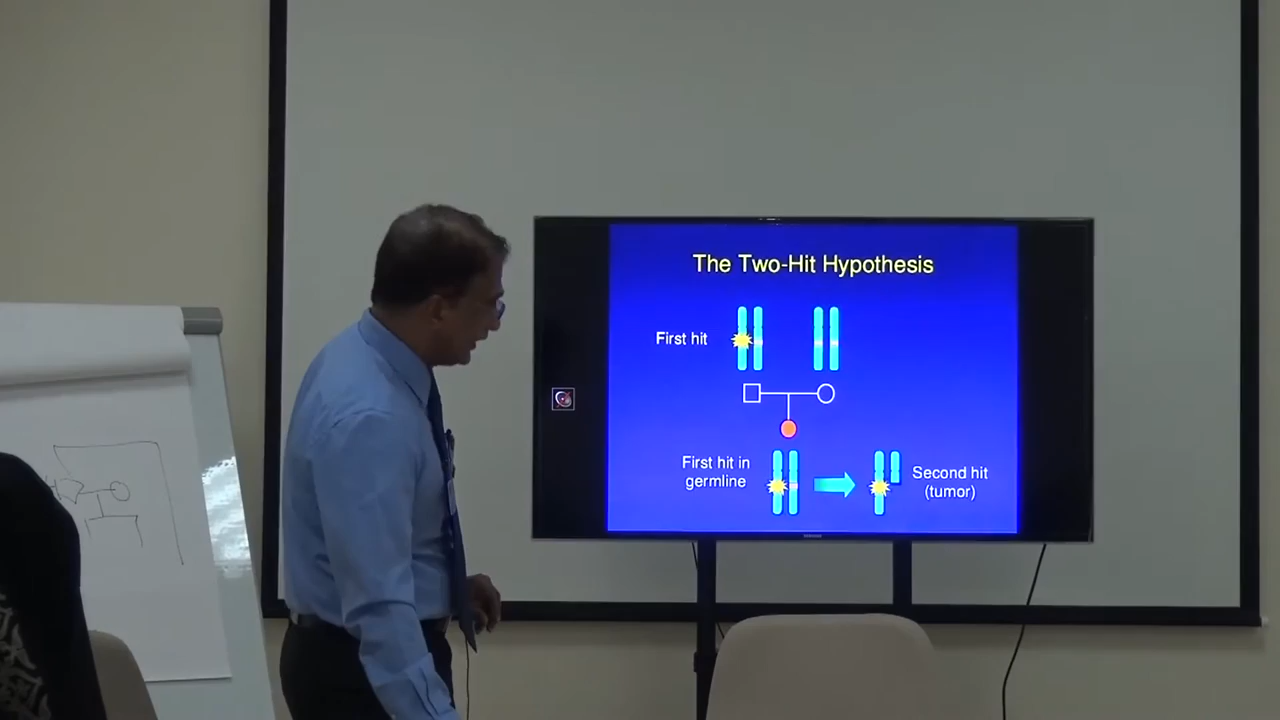 The Two-Hit Hypothesis
First hit
First hit in
germline
Second hit
(tumor)